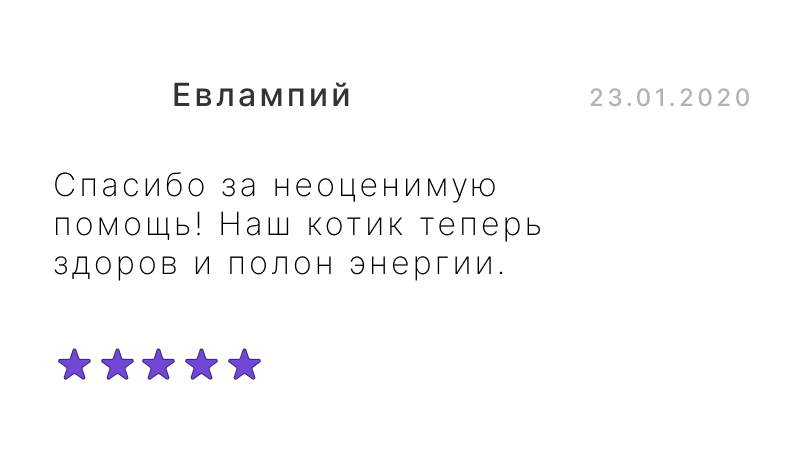 Евлампий 23.01.2020
Спасибо за неоценимую
помощь! Наш котик теперь
здоров и полон энергии.